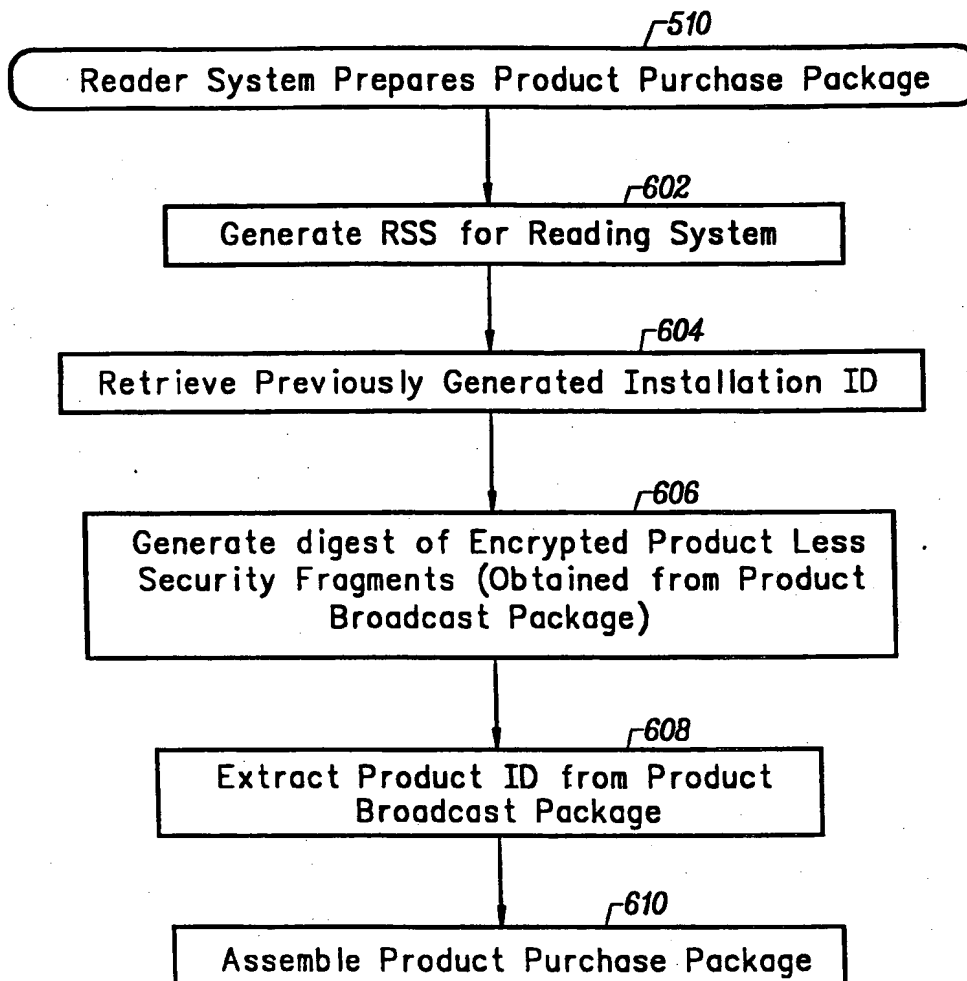 510
Reader System Prepares Product Purchase Package
602
Generate RSS for Reading System
604
Retrieve Previously Generated Installation ID
606
Generate digest of Encrypted Product Less
Security Fragments (Obtained from Product
Broadcast Package)
608
Extract Product ID from Product
Broadcast Package
610
Assemble Product Purchase Package